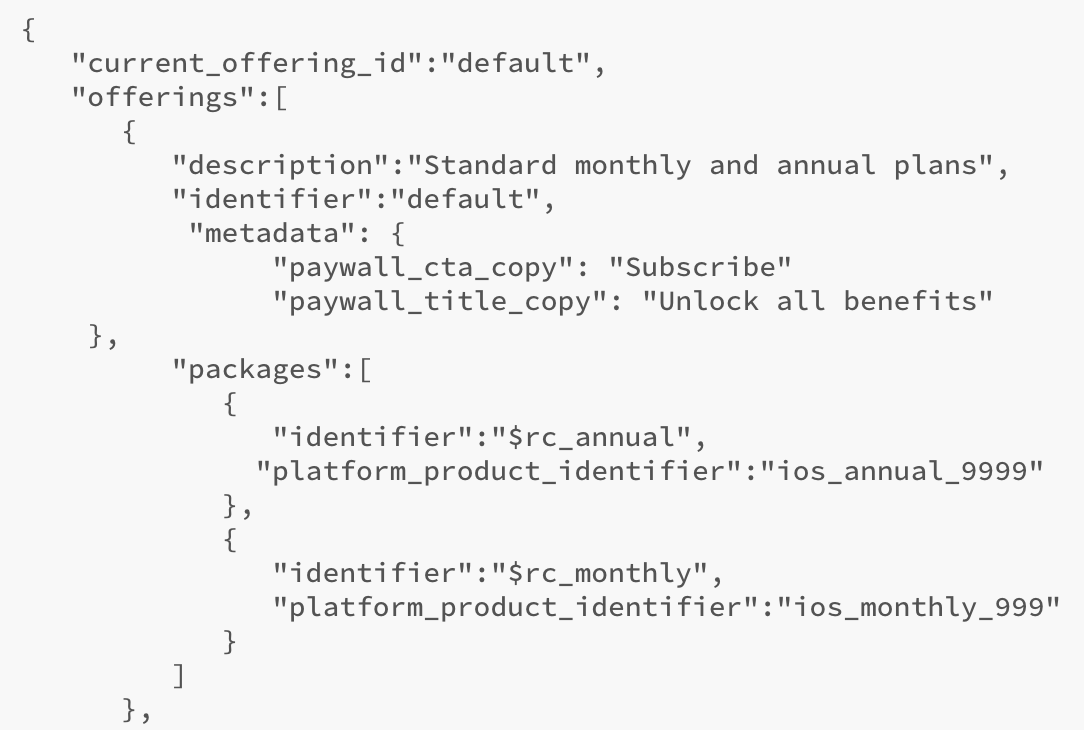 {
   "current_offering_id":"default",
   "offerings":[
      {
         "description":"Standard monthly and annual plans",
         "identifier":"default",
          "metadata": {
               "paywall_cta_copy": "Subscribe"
               "paywall_title_copy": "Unlock all benefits"
    },
         "packages":[
            {
               "identifier":"$rc_annual",
              "platform_product_identifier":"ios_annual_9999"
            },
            {
               "identifier":"$rc_monthly",
               "platform_product_identifier":"ios_monthly_999"
            }
         ]
      },